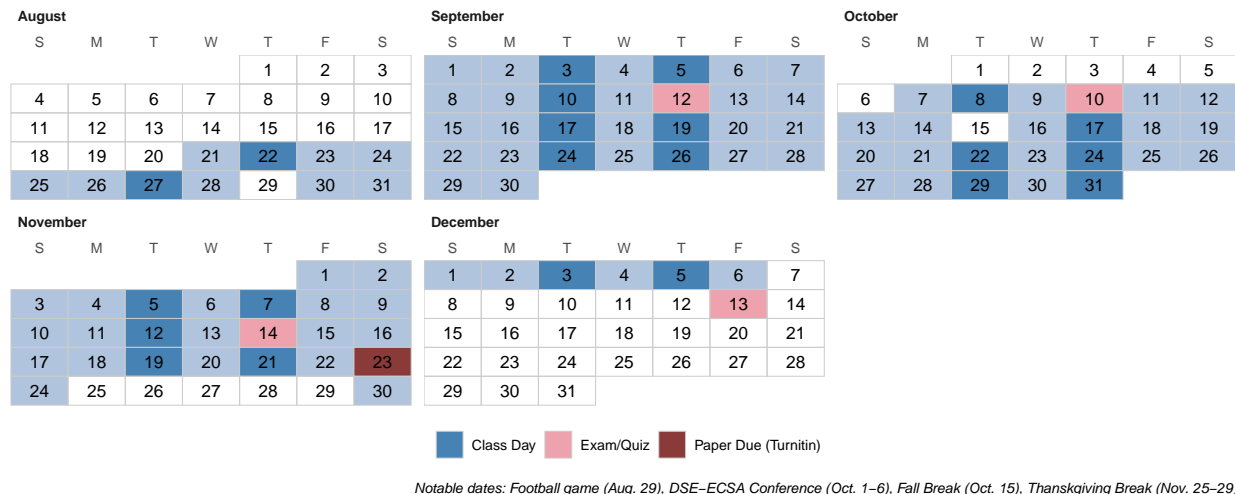 August
S M T W T F S
1 2 3
4 5 6 7 8 9 10
11 12 13 14 15 16 17
18 19 20 21 22 23 24
25 26 27 28 29 30 31
September
S M T W T F S
1 2 3 4 5 6 7
8 9 10 11 12 13 14
15 16 17 18 19 20 21
22 23 24 25 26 27 28
29 30
October
S M T W T F S
1 2 3 4 5
6 7 8 9 10 11 12
13 14 15 16 17 18 19
20 21 22 23 24 25 26
27 28 29 30 31
November
S M T W T F S
1 2
3 4 5 6 7 8 9
10 11 12 13 14 15 16
17 18 19 20 21 22 23
24 25 26 27 28 29 30
December
S M T W T F S
1 2 3 4 5 6 7
8 9 10 11 12 13 14
15 16 17 18 19 20 21
22 23 24 25 26 27 28
29 30 31
Class Day Exam/Quiz Paper Due (Turnitin)
Notable dates: Football game (Aug. 29), DSE−ECSA Conference (Oct. 1−6), Fall Break (Oct. 15), Thanskgiving Break (Nov. 25−29)